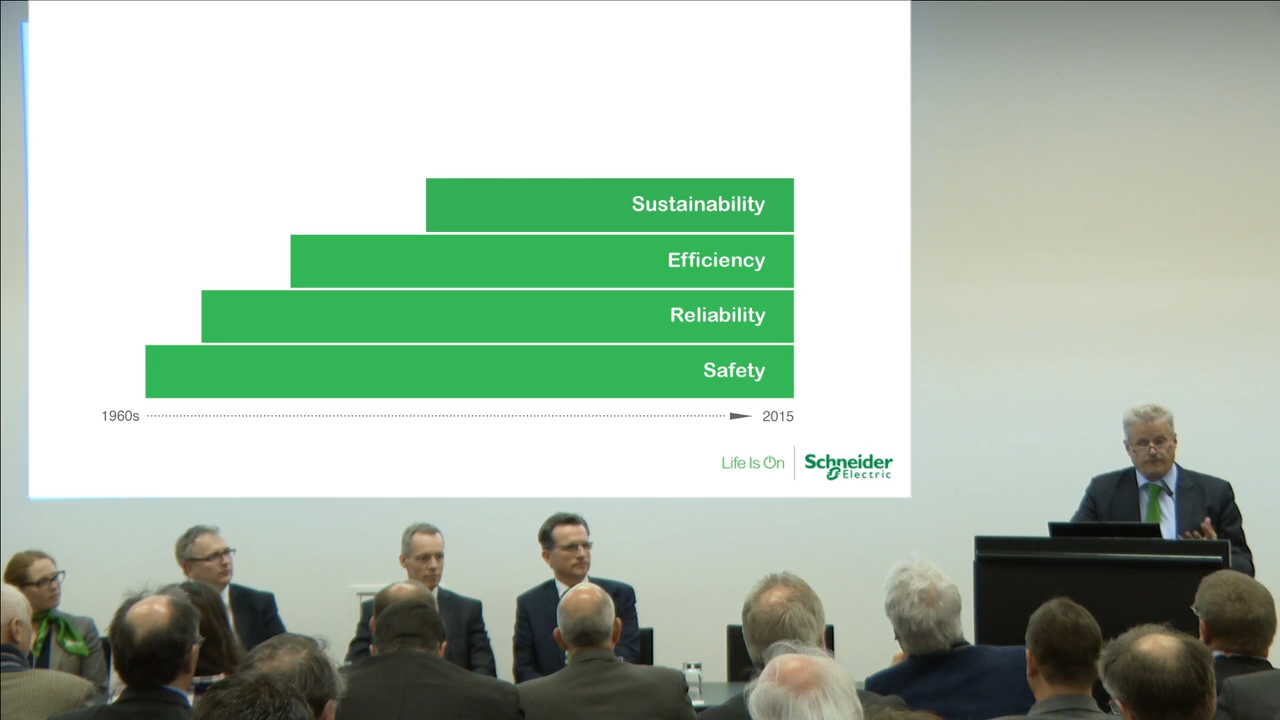 Sustainability
Efficiency
Reliability
Safety
1960s 2015
Life Is On Schneider Electric